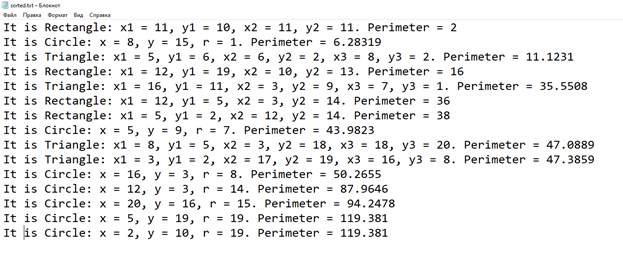 sorted.txt – Блокнот
Файл Правка Формат Вид Справка
It is Rectangle: x1 = 11, y1 = 10, x2 = 11, y2 = 11. Perimeter = 2
It is Circle: x = 8, y = 15, r = 1. Perimeter = 6.28319
It is Triangle: x1 = 5, y1 = 6, x2 = 6, y2 = 2, x3 = 8, y3 = 2. Perimeter = 11.1231
It is Rectangle: x1 = 12, y1 = 19, x2 = 10, y2 = 13. Perimeter = 16
It is Triangle: x1 = 16, y1 = 11, x2 = 3, y2 = 9, x3 = 7, y3 = 1. Perimeter = 35.5508
It is Rectangle: x1 = 12, y1 = 5, x2 = 3, y2 = 14. Perimeter = 36
It is Rectangle: x1 = 5, y1 = 2, x2 = 12, y2 = 14. Perimeter = 38
It is Circle: x = 5, y = 9, r = 7. Perimeter = 43.9823
It is Triangle: x1 = 8, y1 = 5, x2 = 3, y2 = 18, x3 = 18, y3 = 20. Perimeter = 47.0889
It is Triangle: x1 = 3, y1 = 2, x2 = 17, y2 = 19, x3 = 16, y3 = 8. Perimeter = 47.3859
It is Circle: x = 16, y = 3, r = 8. Perimeter = 50.2655
It is Circle: x = 12, y = 3, r = 14. Perimeter = 87.9646
It is Circle: x = 20, y = 16, r = 15. Perimeter = 94.2478
It is Circle: x = 5, y = 19, r = 19. Perimeter = 119.381
It is Circle: x = 2, y = 10, r = 19. Perimeter = 119.381